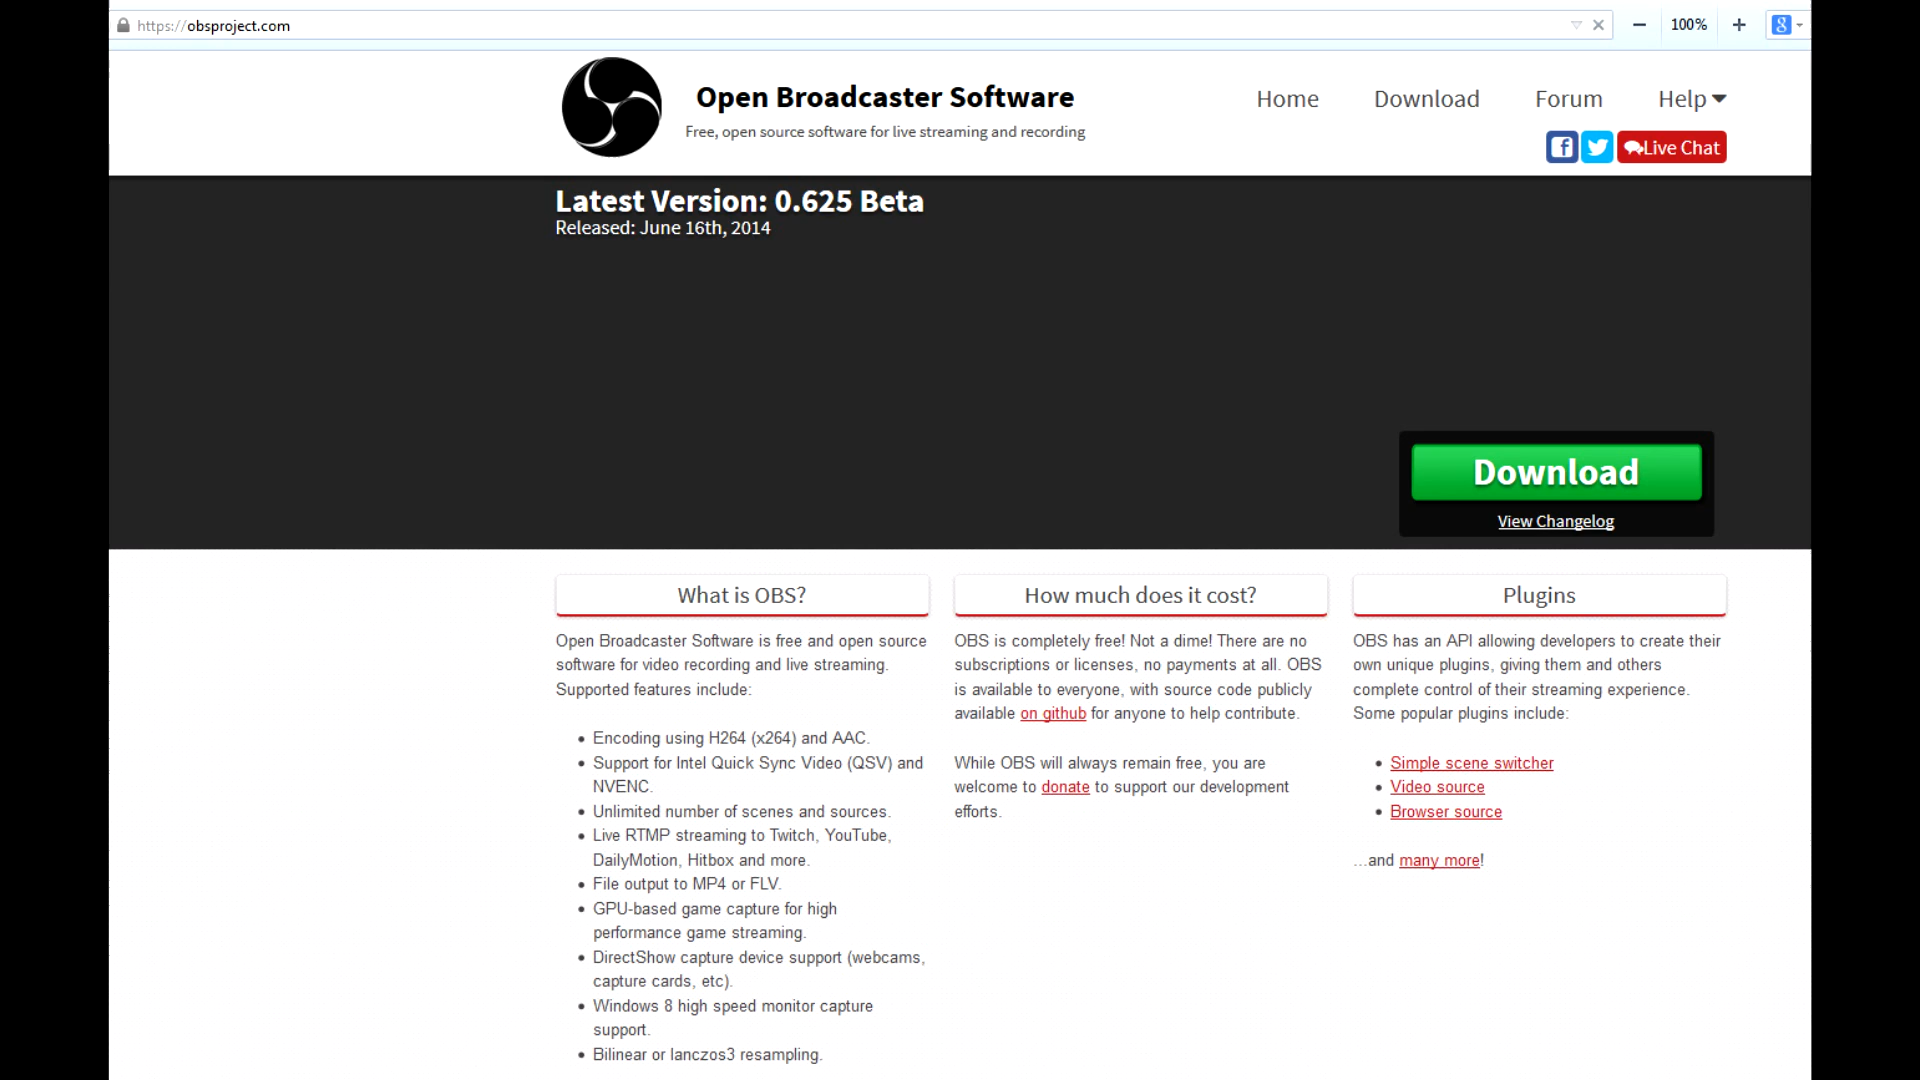 https://obsproject.com
100%
Open Broadcaster Software
Free, open source software for live streaming and recording
Home
Download
Forum
Help
Live Chat
Latest Version: 0.625 Beta
Released: June 16th, 2014
Download
View Changelog
What is OBS?
Open Broadcaster Software is free and open source
software for video recording and live streaming.
Supported features include:
Encoding using H264 (x264) and AAC.
Support for Intel Quick Sync Video (QSV) and
NVENC.
Unlimited number of scenes and sources.
Live RTMP streaming to Twitch, YouTube,
DailyMotion, Hitbox and more.
File output to MP4 or FLV.
GPU-based game capture for high
performance game streaming.
DirectShow capture device support (webcams,
capture cards, etc).
Windows 8 high speed monitor capture
support.
Bilinear or lanczos3 resampling.
How much does it cost?
OBS is completely free! Not a dime! There are no
subscriptions or licenses, no payments at all. OBS
is available to everyone, with source code publicly
available on github for anyone to help contribute.
While OBS will always remain free, you are
welcome to donate to support our development
efforts.
Plugins
OBS has an API allowing developers to create their
own unique plugins, giving them and others
complete control of their streaming experience.
Some popular plugins include:
Simple scene switcher
Video source
Browser source
...and many more!